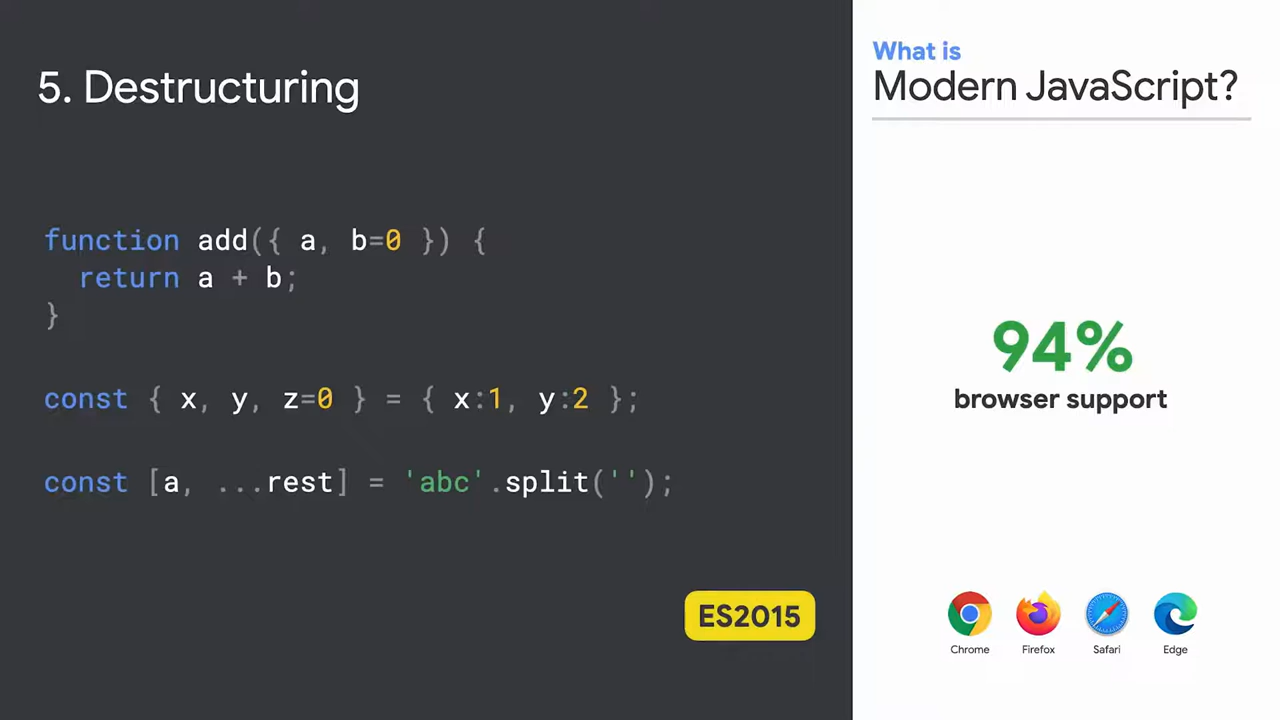 5. Destructuring
function add({ a, b=0 }) {
  return a + b;
}
const { x, y, z=0 } = { x:1, y:2 };
const [a, ...rest] = 'abc'.split('');
ES2015
What is
Modern JavaScript?
94%
browser support
Chrome
Firefox
Safari
Edge